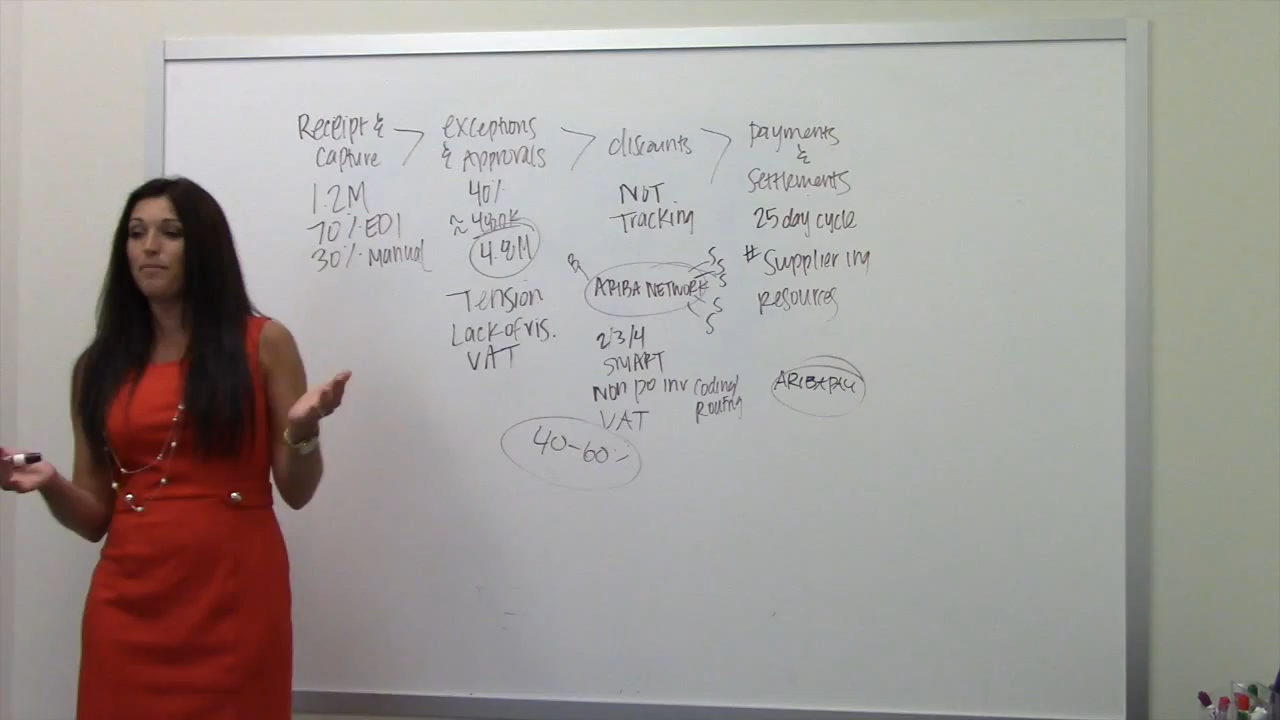 Receipt &
Capture
1.2M
70% EDI
30% Manual
exceptions
& Approvals
40%
≈ 480K
4.8M
Tension
Lack of vis.
VAT
discounts
NOT
Tracking
B
ARIBA NETWORK
S
S
S
S
S
2/3/4
SMART
Non po inv Coding/
Routing
VAT
40-60%
payments
&
Settlements
25 day cycle
# Supplier inq
resources
ARIBAPAY